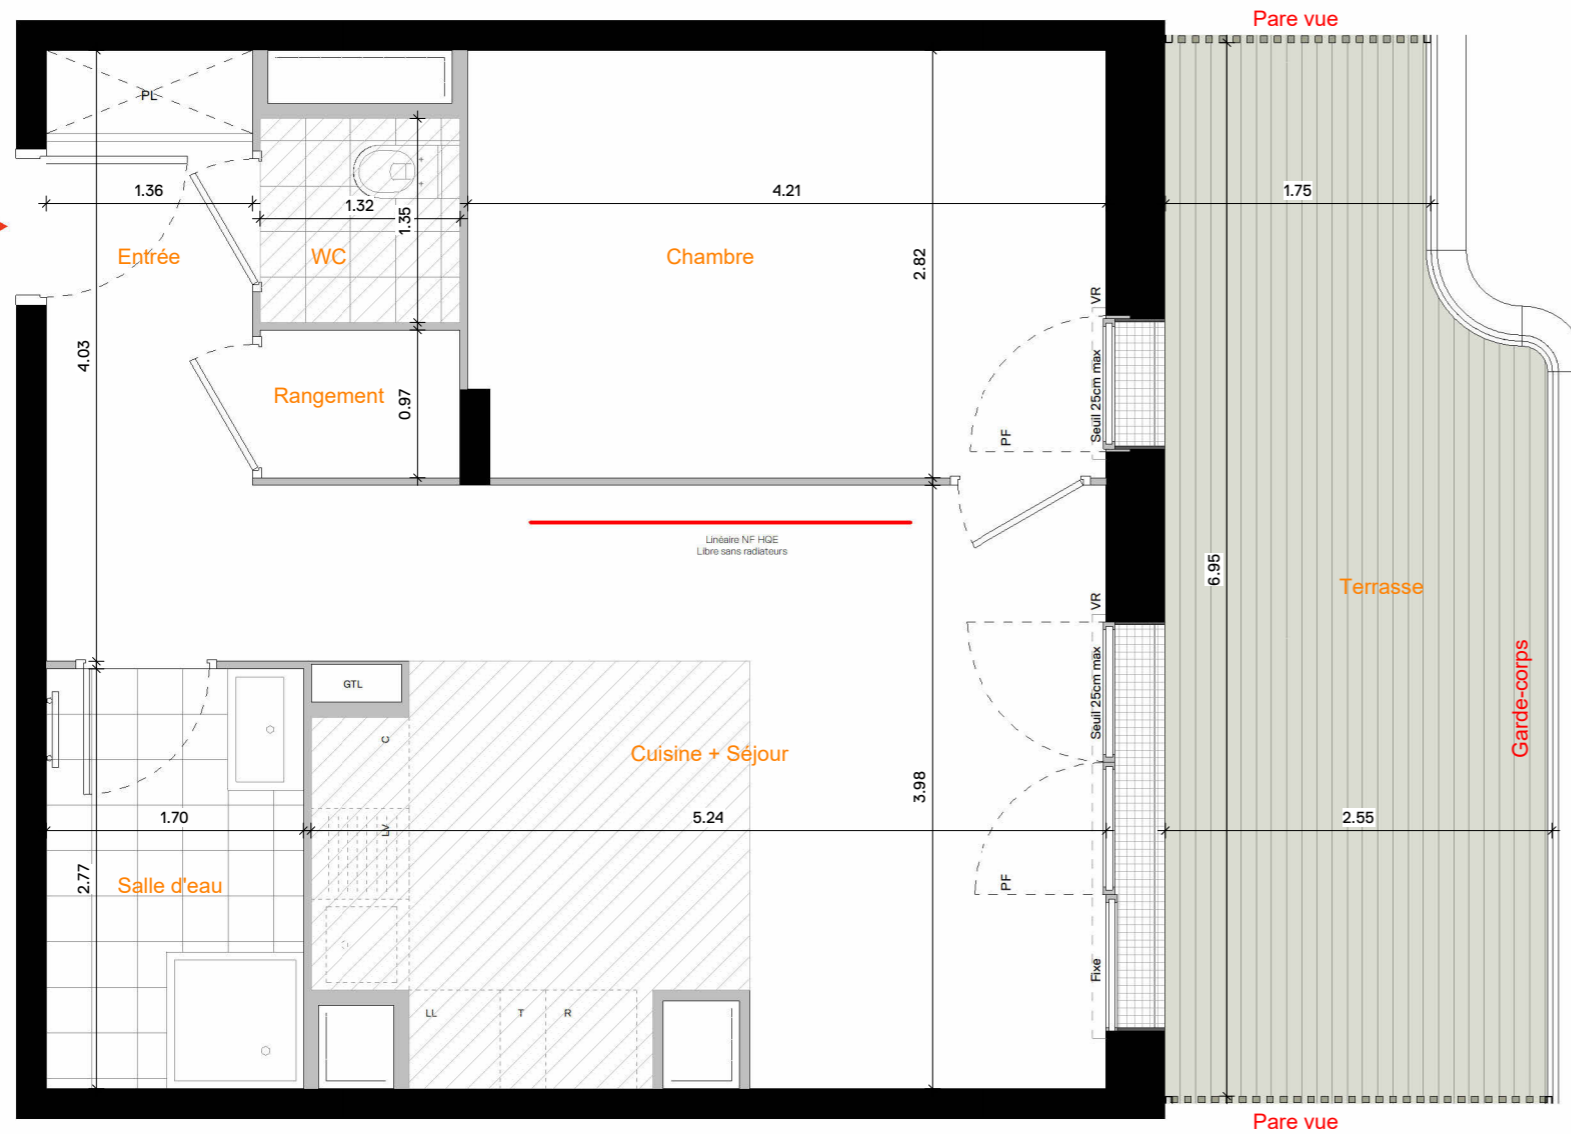 Pare vue
PL
1.36
1.32
1.35
4.21
1.75
Entrée
WC
Chambre
2.82
VR
4.03
Rangement
0.97
Seuil 25cm max
PF
Linéaire NF HQE
Libre sans radiateurs
6.95
Terrasse
VR
GTL
C
Cuisine + Séjour
Seuil 25cm max
Garde-corps
3.98
1.70
LV
5.24
2.55
2.77
Salle d'eau
PF
Fixe
LL
T
R
Pare vue